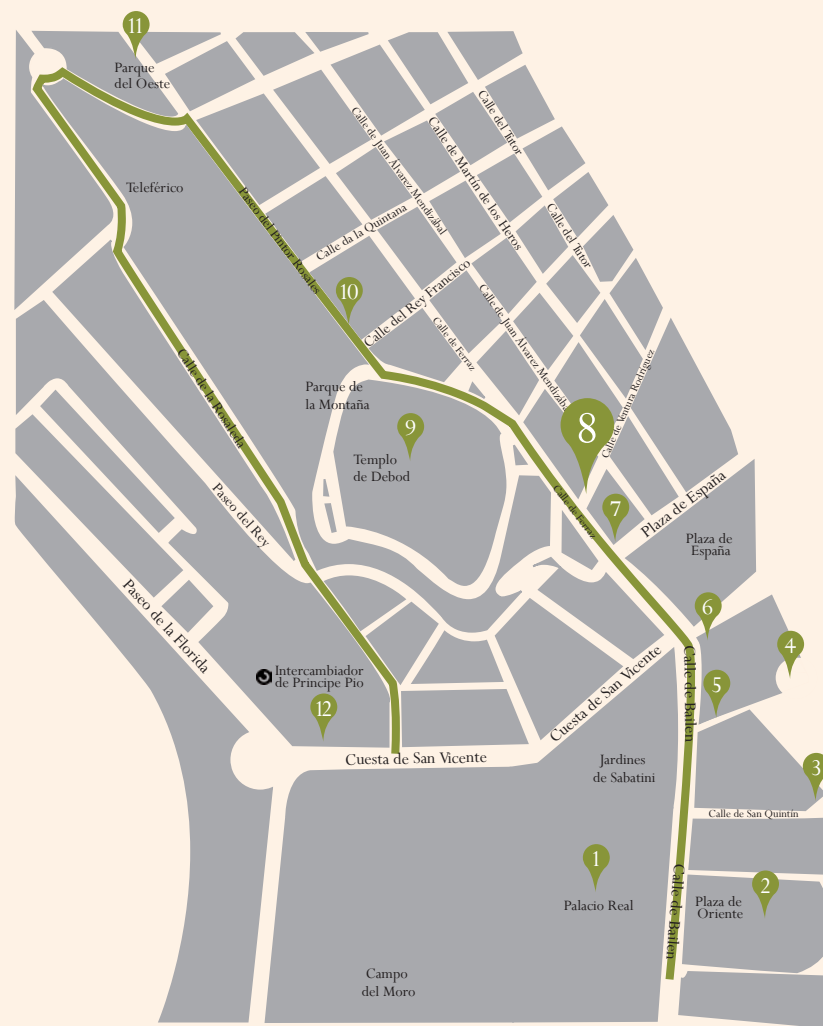 11
Parque
del Oeste
Calle del Tutor
Calle de Juan Álvarez Mendizábal
Calle de Martín de los Heros
Teleférico
Paseo del Pintor Rosales
Calle da la Quintana
Calle del Tutor
10
Calle del Rey Francisco
Calle de Ferraz
Calle de Juan Álvarez Mendizábal
Calle de Ventura Rodríguez
Calle de la Rosaleda
Parque de
la Montaña
9
8
Templo
de Debod
Paseo del Rey
Calle de Ferraz
7
Plaza de España
Plaza de
España
Paseo de la Florida
6
4
Intercambiador
de Principe Pio
12
5
Calle de Bailen
Cuesta de San Vicente
Cuesta de San Vicente
Jardines
de Sabatini
3
Calle de San Quintín
1
Palacio Real
2
Plaza de
Oriente
Calle de Bailen
Campo
del Moro